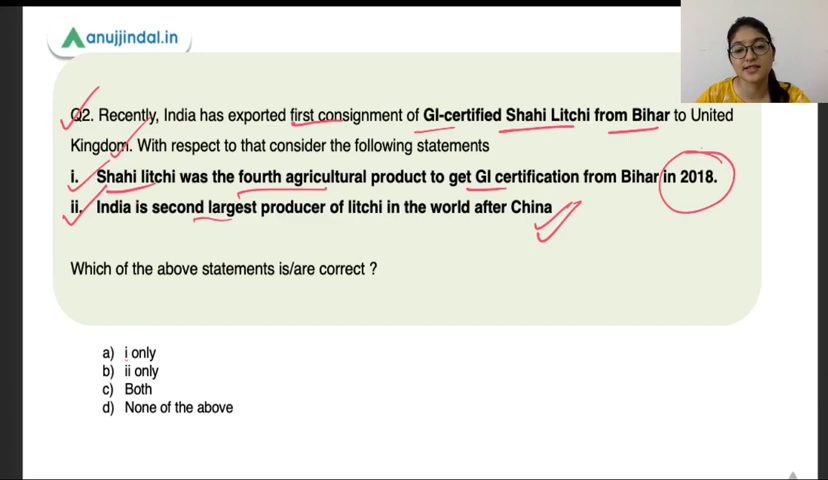 anujjindal.in
Q2. Recently, India has exported first consignment of GI-certified Shahi Litchi from Bihar to United
Kingdom. With respect to that consider the following statements
i. Shahi litchi was the fourth agricultural product to get GI certification from Bihar in 2018.
ii. India is second largest producer of litchi in the world after China
Which of the above statements is/are correct ?
a) i only
b) ii only
c) Both
d) None of the above